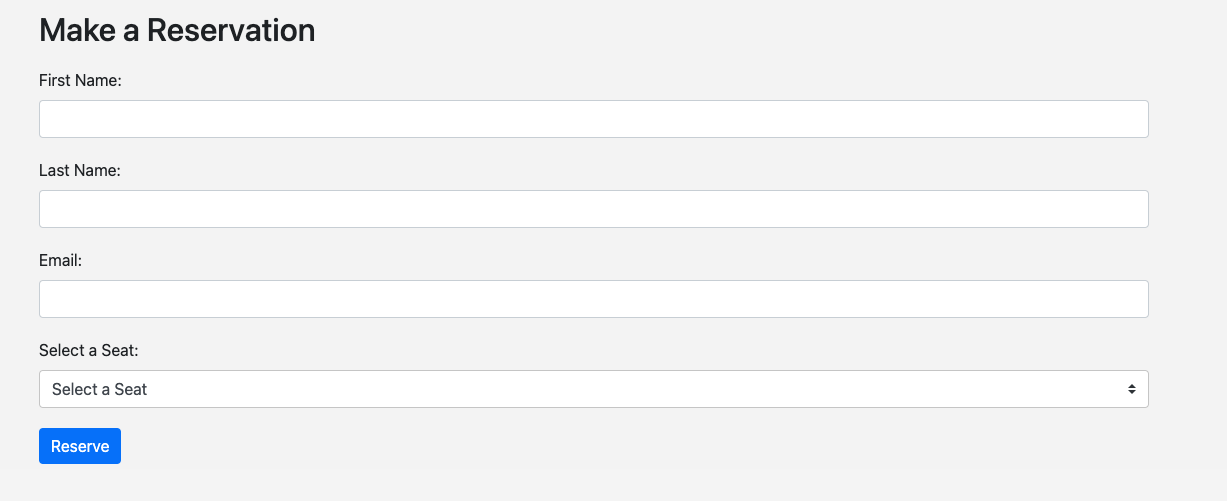 Make a Reservation
First Name:
Last Name:
Email:
Select a Seat:
Select a Seat
Reserve